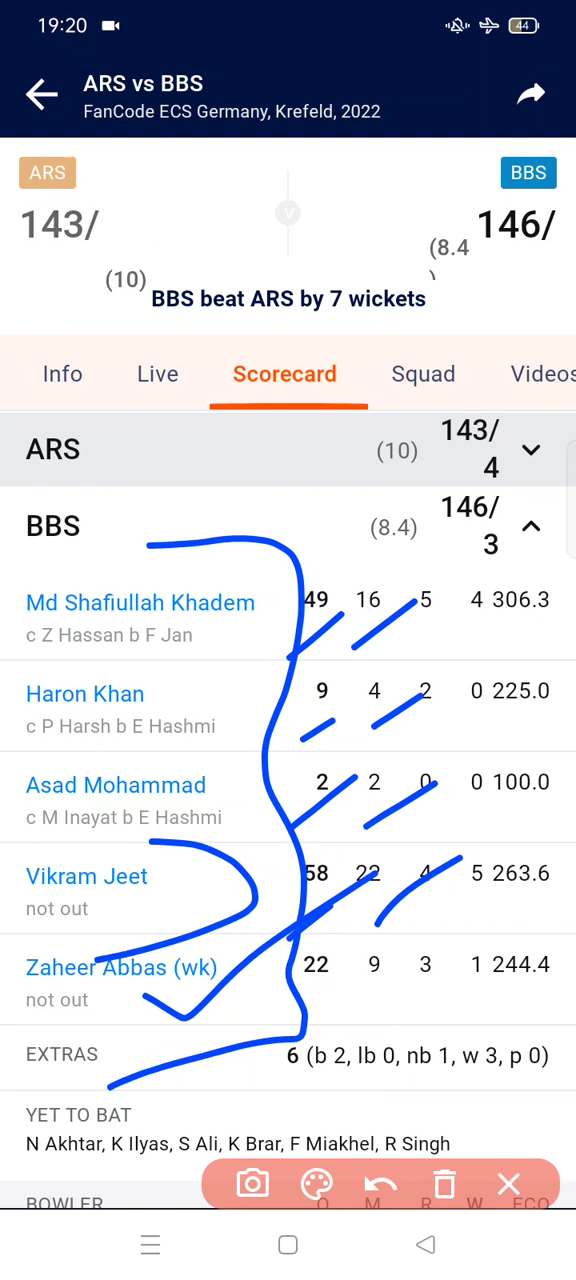 19:20 44
ARS vs BBS
FanCode ECS Germany, Krefeld, 2022
ARS BBS
143/ V 146/
(10) (8.4
)
BBS beat ARS by 7 wickets
Info Live Scorecard Squad Videos
ARS (10) 143/
4
BBS (8.4) 146/
3
Md Shafiullah Khadem 49 16 5 4 306.3
c Z Hassan b F Jan
Haron Khan 9 4 2 0 225.0
c P Harsh b E Hashmi
Asad Mohammad 2 2 0 0 100.0
c M Inayat b E Hashmi
Vikram Jeet 58 22 4 5 263.6
not out
Zaheer Abbas (wk) 22 9 3 1 244.4
not out
EXTRAS 6 (b 2, lb 0, nb 1, w 3, p 0)
YET TO BAT
N Akhtar, K Ilyas, S Ali, K Brar, F Miakhel, R Singh
BOWLER O M R W ECO